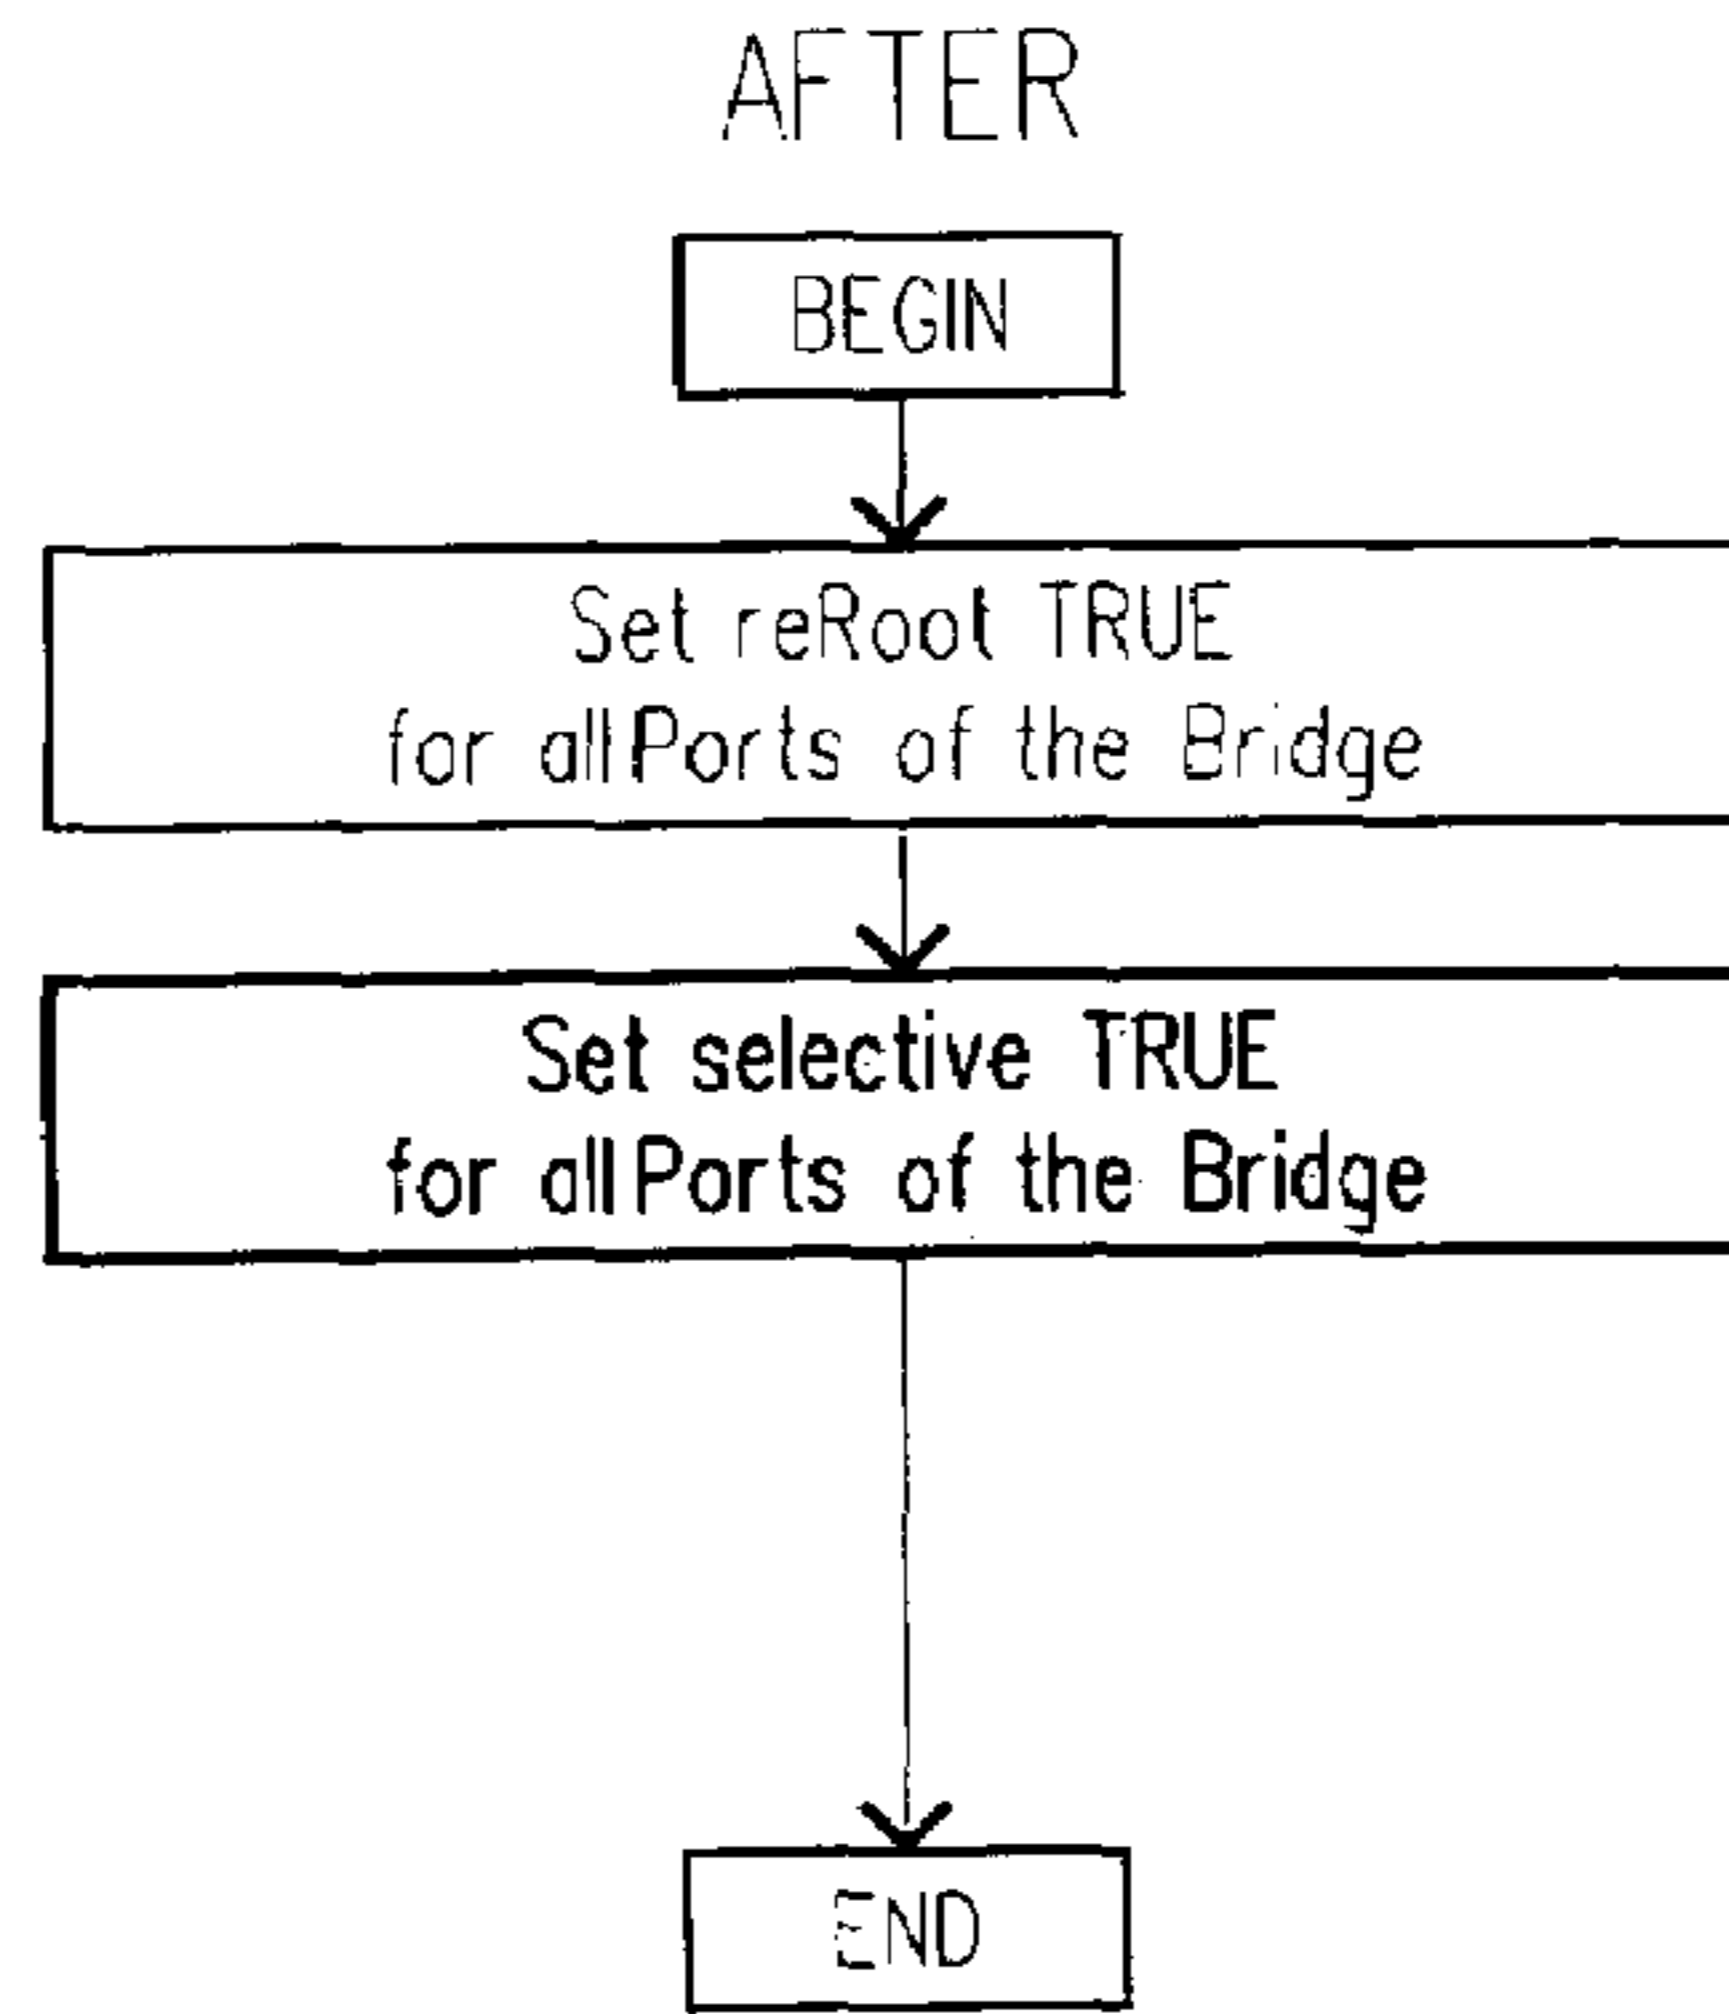 AFTER
BEGIN
Set reRoot TRUE
for allPorts of the Bridge
Set selective TRUE
for allPorts of the Bridge
END